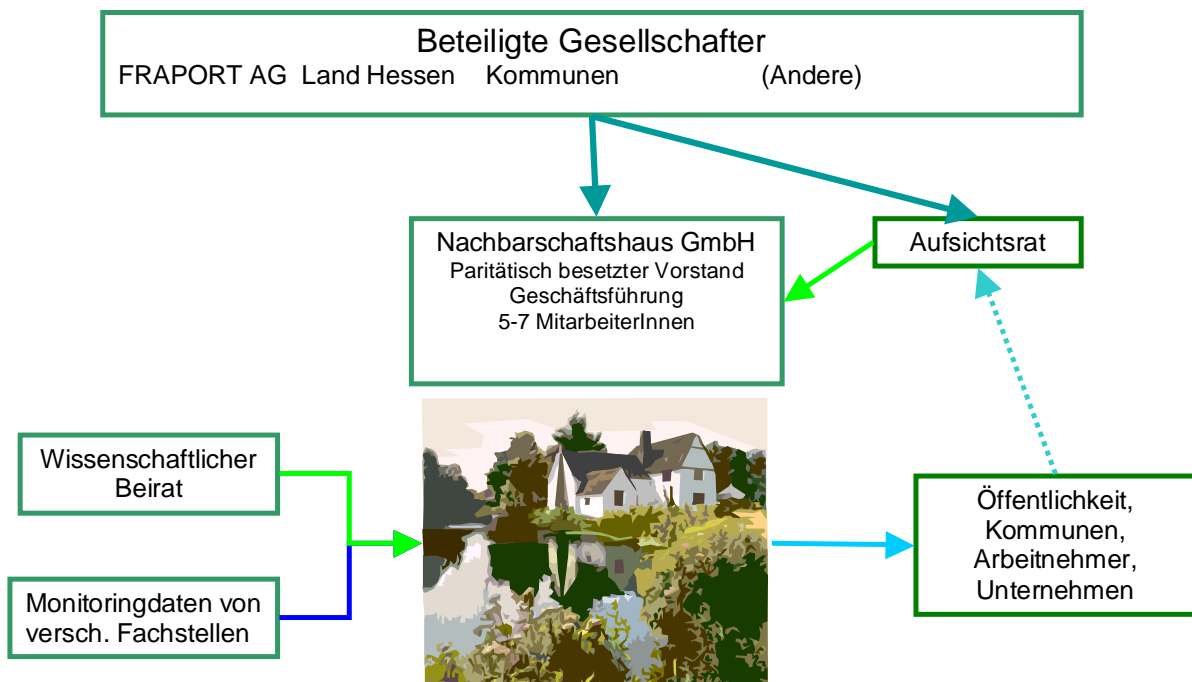 Beteiligte Gesellschafter
FRAPORT AG Land Hessen Kommunen (Andere)
Nachbarschaftshaus GmbH
Paritätisch besetzter Vorstand
Geschäftsführung
5-7 MitarbeiterInnen
Aufsichtsrat
Wissenschaftlicher
Beirat
Monitoringdaten von
versch. Fachstellen
Öffentlichkeit,
Kommunen,
Arbeitnehmer,
Unternehmen